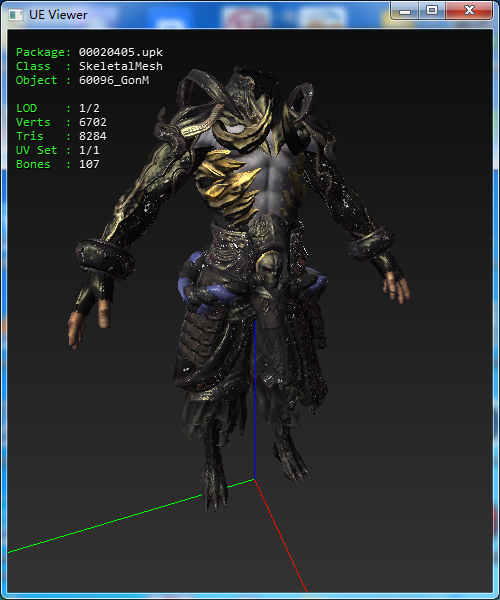 UE Viewer
Package: 00020405.upk
Class : SkeletalMesh
Object : 60096_GonM
LOD : 1/2
Verts : 6702
Tris : 8284
UV Set : 1/1
Bones : 107